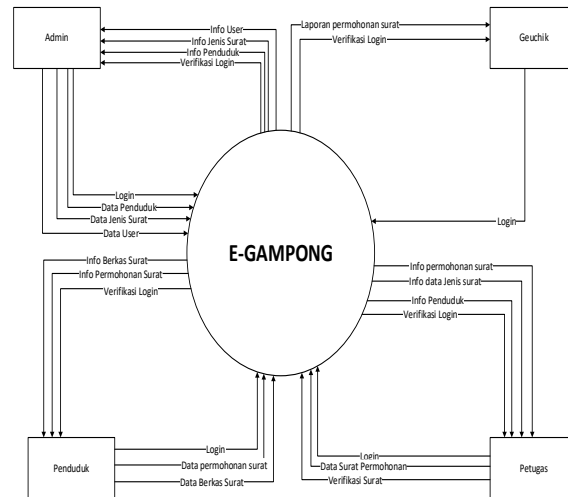 Admin
Info User
Info Jenis Surat
Info Penduduk
Verifikasi Login
Laporan permohonan surat
Verifikasi Login
Geuchik
Login
Data Penduduk
Data Jenis Surat
Data User
Login
E-GAMPONG
Info Berkas Surat
Info Permohonan Surat
Verifikasi Login
Info permohonan surat
Info data Jenis surat
Info Penduduk
Verifikasi Login
Penduduk
Login
Data permohonan surat
Data Berkas Surat
Login
Data Surat Permohonan
Verifikasi Surat
Petugas